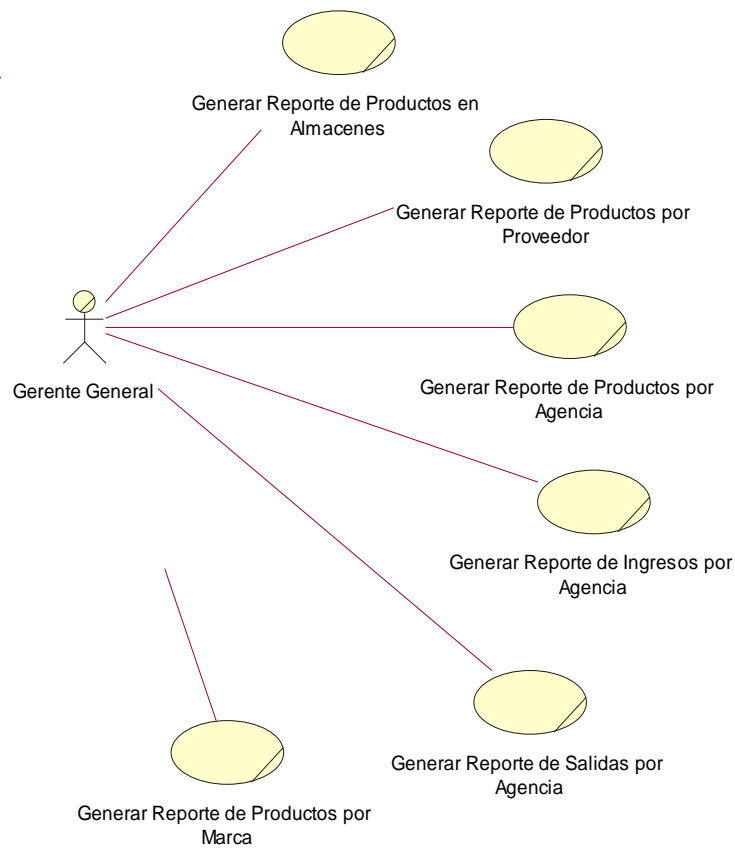 Generar Reporte de Productos en
Almacenes
Generar Reporte de Productos por
Proveedor
Gerente General
Generar Reporte de Productos por
Agencia
Generar Reporte de Ingresos por
Agencia
Generar Reporte de Salidas por
Agencia
Generar Reporte de Productos por
Marca